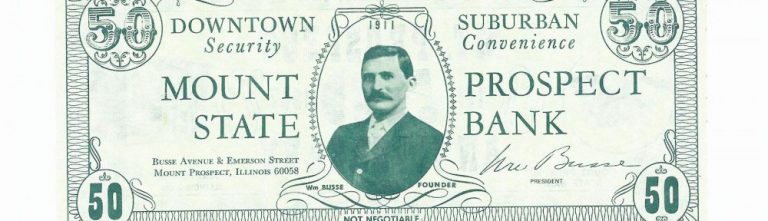 50 DOWNTOWN 1911 SUBURBAN 50
Security Convenience
MOUNT PROSPECT
STATE BANK
BUSSE AVENUE & EMERSON STREET
MOUNT PROSPECT, ILLINOIS 60058
Wm Busse
PRESIDENT
Wm BUSSE FOUNDER
50 50
NOT NEGOTIABLE